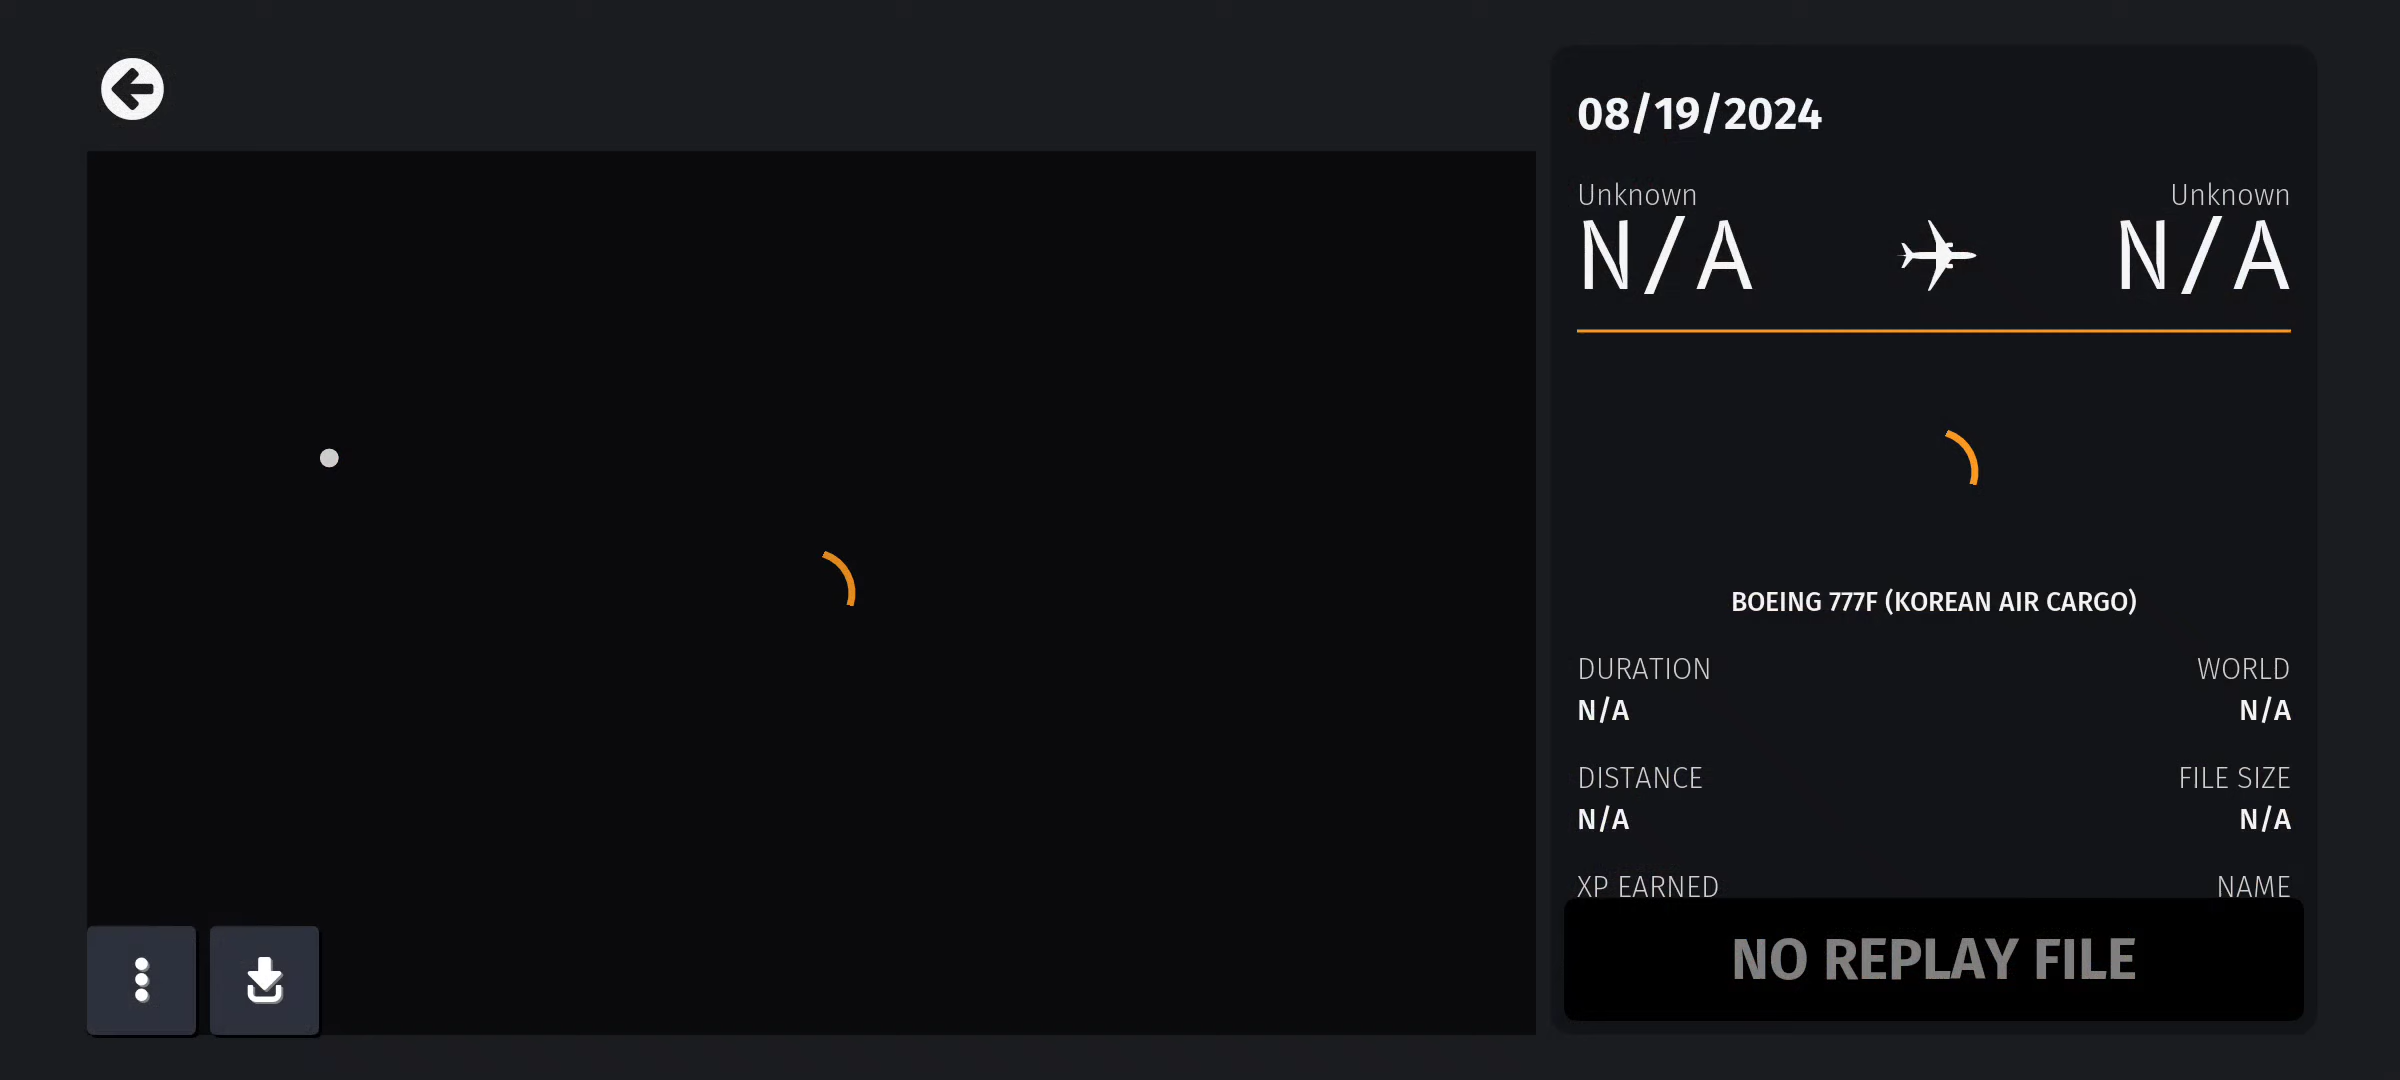 08/19/2024
Unknown Unknown
N/A N/A
BOEING 777F (KOREAN AIR CARGO)
DURATION WORLD
N/A N/A
DISTANCE FILE SIZE
N/A N/A
XP EARNED NAME
NO REPLAY FILE